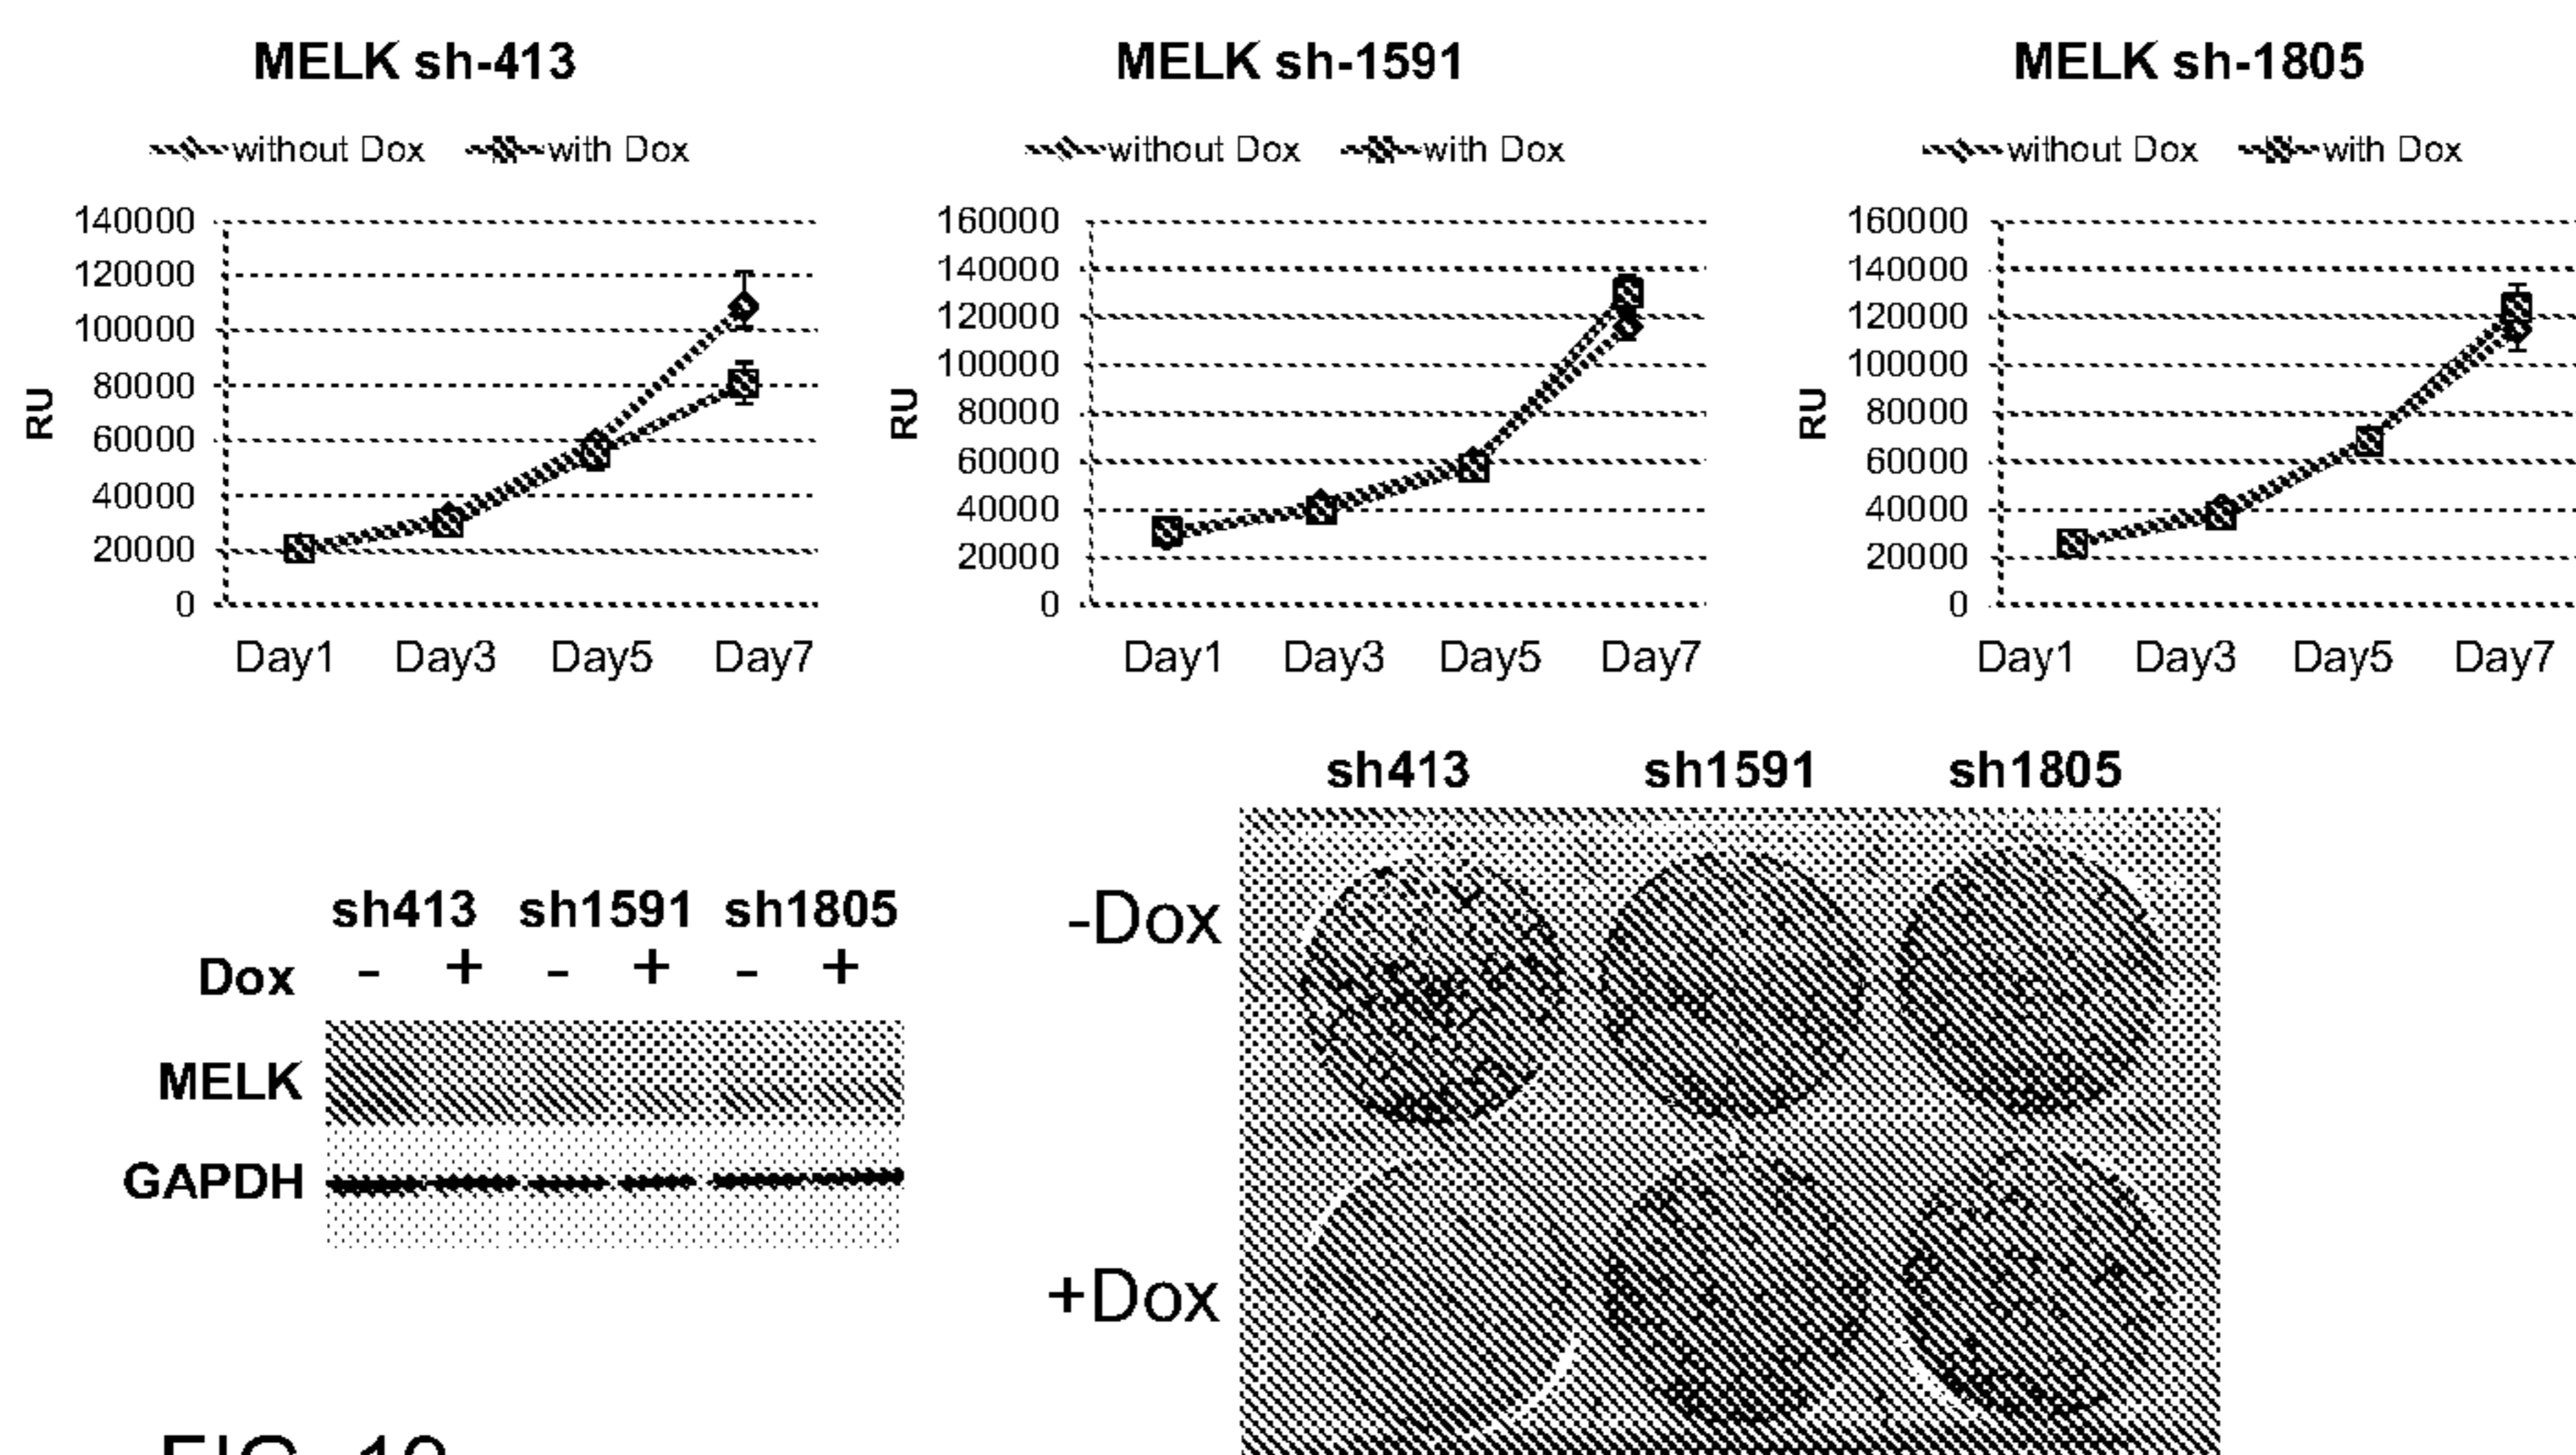 MELK sh-413
without Dox with Dox
140000
120000
100000
80000
60000
40000
20000
0
RU
Day1 Day3 Day5 Day7
MELK sh-1591
without Dox with Dox
160000
140000
120000
100000
80000
60000
40000
20000
0
RU
Day1 Day3 Day5 Day7
MELK sh-1805
without Dox with Dox
160000
140000
120000
100000
80000
60000
40000
20000
0
RU
Day1 Day3 Day5 Day7
sh413 sh1591 sh1805
Dox - + - + - +
MELK
GAPDH
sh413 sh1591 sh1805
-Dox
+Dox